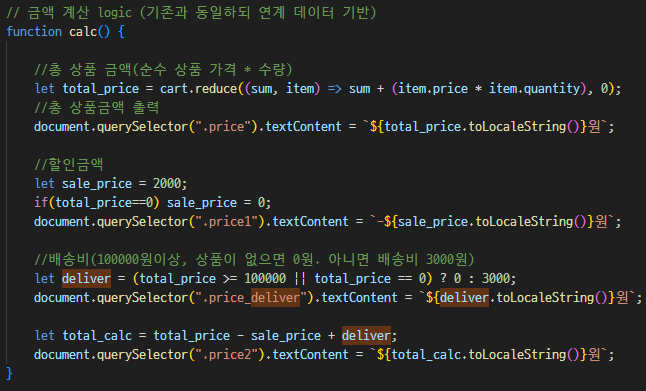 // 금액 계산 logic (기존과 동일하되 연계 데이터 기반)
function calc() {
//총 상품 금액(순수 상품 가격 * 수량)
let total_price = cart.reduce((sum, item) => sum + (item.price * item.quantity), 0);
//총 상품금액 출력
document.querySelector(".price").textContent = `${total_price.toLocaleString()}원`;
//할인금액
let sale_price = 2000;
if(total_price==0) sale_price = 0;
document.querySelector(".price1").textContent = `-${sale_price.toLocaleString()}원`;
//배송비(100000원이상, 상품이 없으면 0원. 아니면 배송비 3000원)
let deliver = (total_price >= 100000 || total_price == 0) ? 0 : 3000;
document.querySelector(".price_deliver").textContent = `${deliver.toLocaleString()}원`;
let total_calc = total_price - sale_price + deliver;
document.querySelector(".price2").textContent = `${total_calc.toLocaleString()}원`;
}